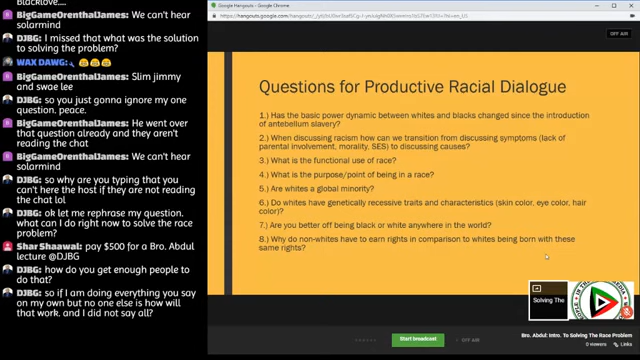 BlackLove....
BigGameOrenthalJames: We can't hear
solarmind
DJBG: I missed that what was the solution
to solving the problem?
WAX DAWG:
BigGameOrenthalJames: Slim jimmy
and swae lee
DJBG: so you just gonna ignore my one
question. peace.
BigGameOrenthalJames: He went over
that question already and they aren't
reading the chat
BigGameOrenthalJames: We can't hear
solarmind
DJBG: so why are you typing that you
can't here the host if they are not reading
the chat lol
DJBG: ok let me rephrase my question.
what can I do right now to solve the race
problem?
Shar Shaawal: pay $500 for a Bro. Abdul
lecture @DJBG
DJBG: how do you get enough people to
do that?
DJBG: so if I am doing everything you say
on my own but no one else is how will
that work. and I did not say all?
Google Hangouts - Google Chrome
OFF AIR
Questions for Productive Racial Dialogue
1.) Has the basic power dynamic between whites and blacks changed since the introduction
of antebellum slavery?
2.) When discussing racism how can we transition from discussing symptoms (lack of
parental involvement, morality, SES) to discussing causes?
3.) What is the functional use of race?
4.) What is the purpose/point of being in a race?
5.) Are whites a global minority?
6.) Do whites have genetically recessive traits and characteristics (skin color, eye color, hair
color)?
7.) Are you better off being black or white anywhere in the world?
8.) Why do non-whites have to earn rights in comparison to whites being born with these
same rights?
Solving The
PEOPLE IN THE MEDIA
Start broadcast
OFF AIR
Bro. Abdul: Intro. To Solving The Race Problem
0 viewers
Links